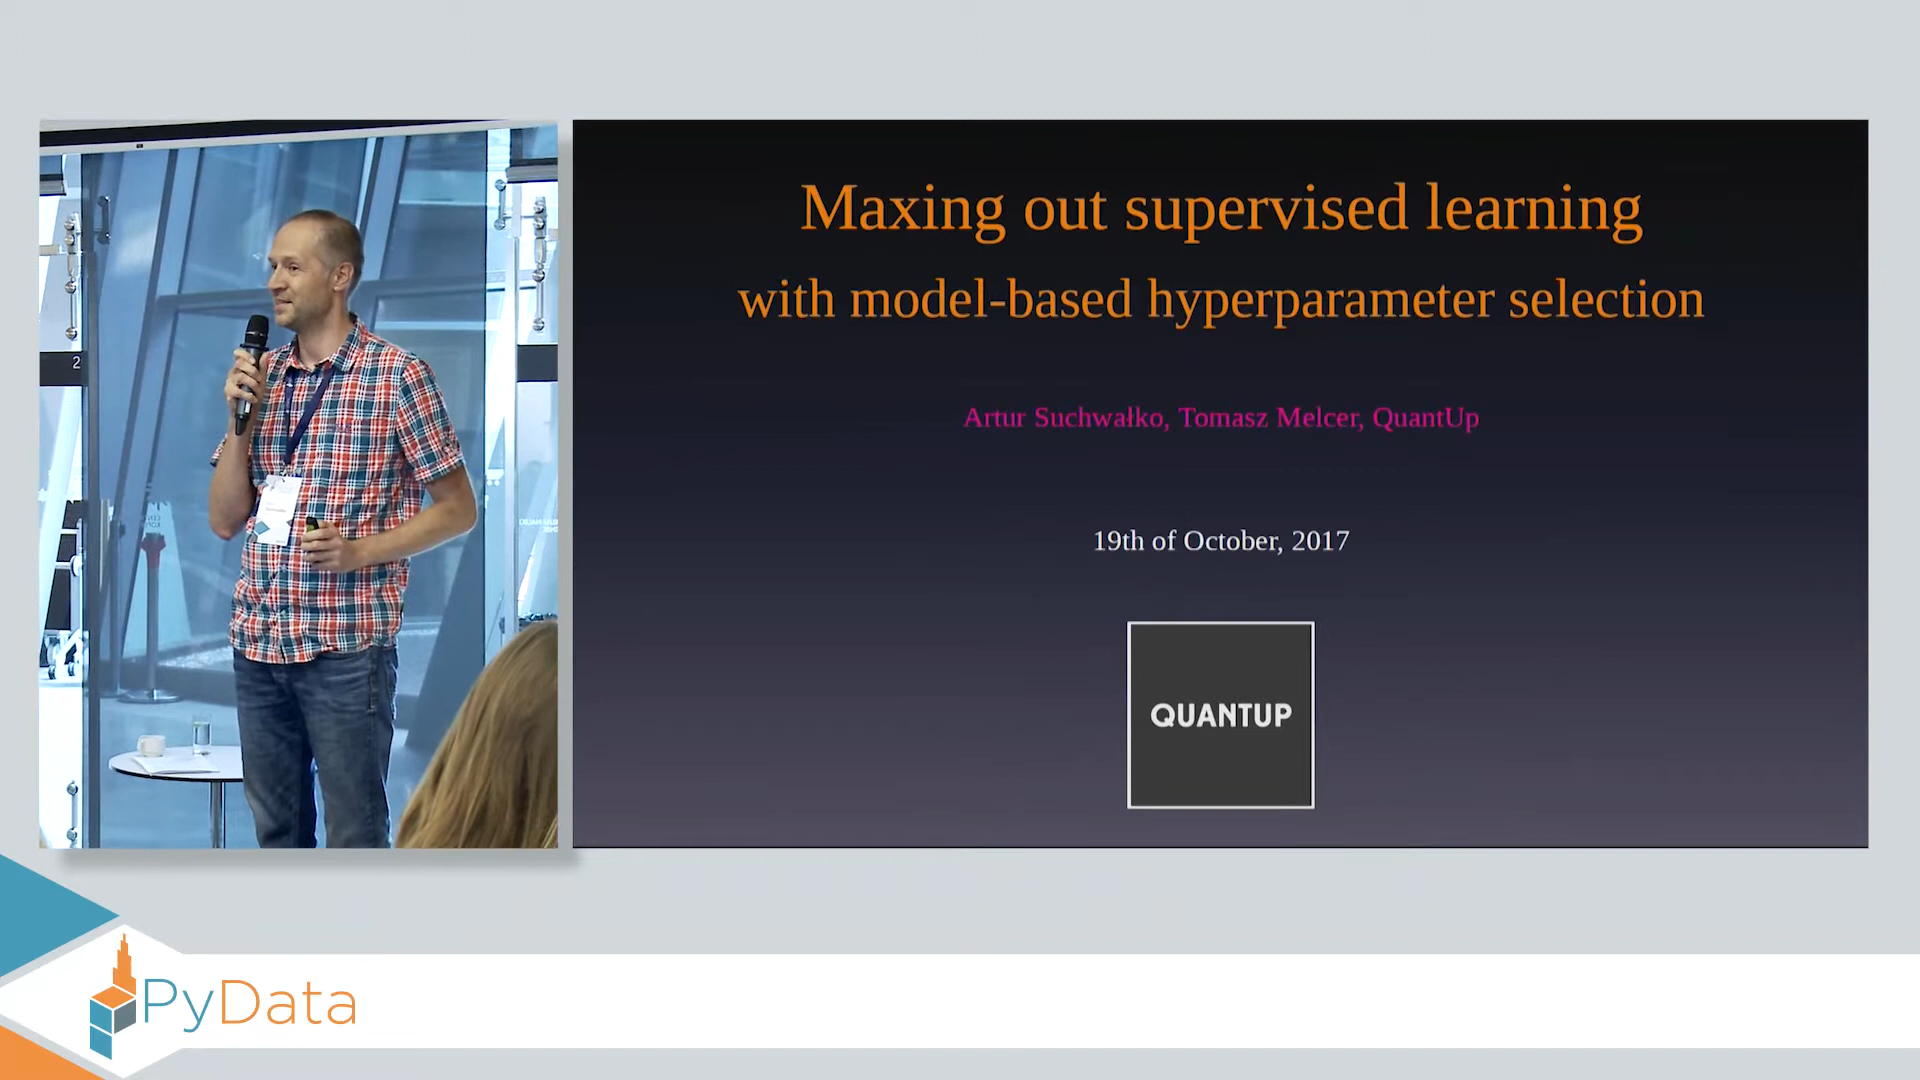 Maxing out supervised learning
with model-based hyperparameter selection
Artur Suchwałko, Tomasz Melcer, QuantUp
19th of October, 2017
QUANTUP
2
PyData